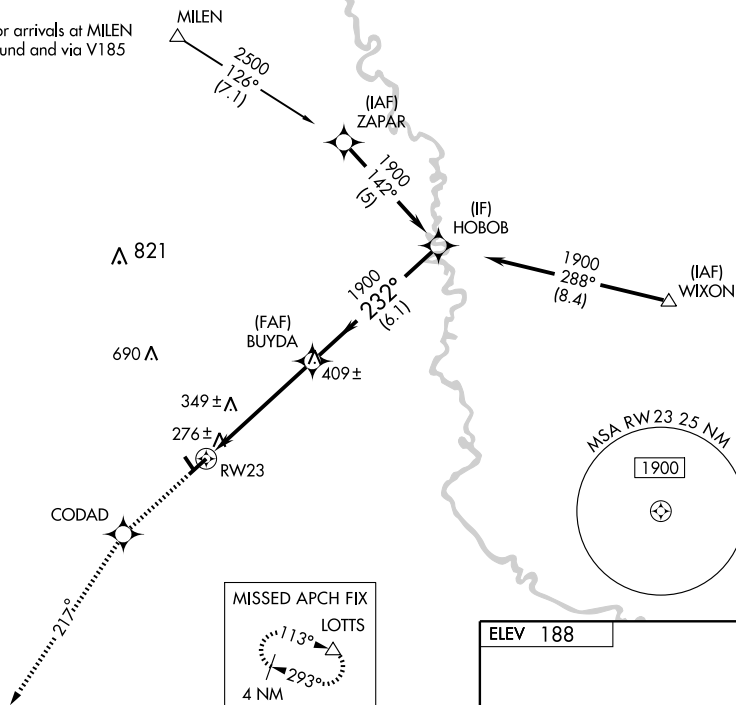 or arrivals at MILEN
und and via V185
MILEN
2500
126°
(7.1)
(IAF)
ZAPAR
1900
142°
(5)
(IF)
HOBOB
1900
288°
(8.4)
(IAF)
WIXON
821
1900
232°
(6.1)
(FAF)
BUYDA
409±
690
349±
276±
RW23
MSA RW23 25 NM
1900
CODAD
217°
MISSED APCH FIX
LOTTS
113°
293°
4 NM
ELEV 188